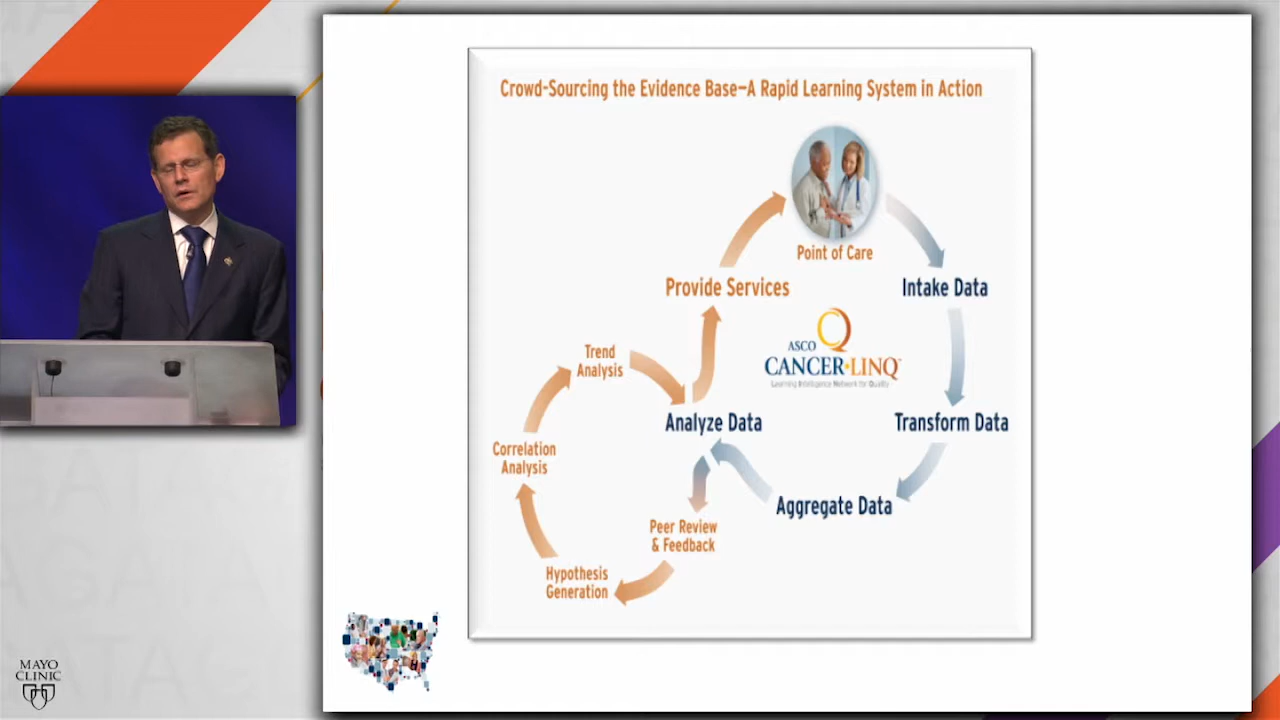 Crowd-Sourcing the Evidence Base—A Rapid Learning System in Action
Point of Care
Provide Services
Intake Data
ASCO
CANCER·LINQ™
Learning Intelligence Network for Quality
Trend
Analysis
Analyze Data
Transform Data
Correlation
Analysis
Aggregate Data
Peer Review
& Feedback
Hypothesis
Generation
MAYO
CLINIC